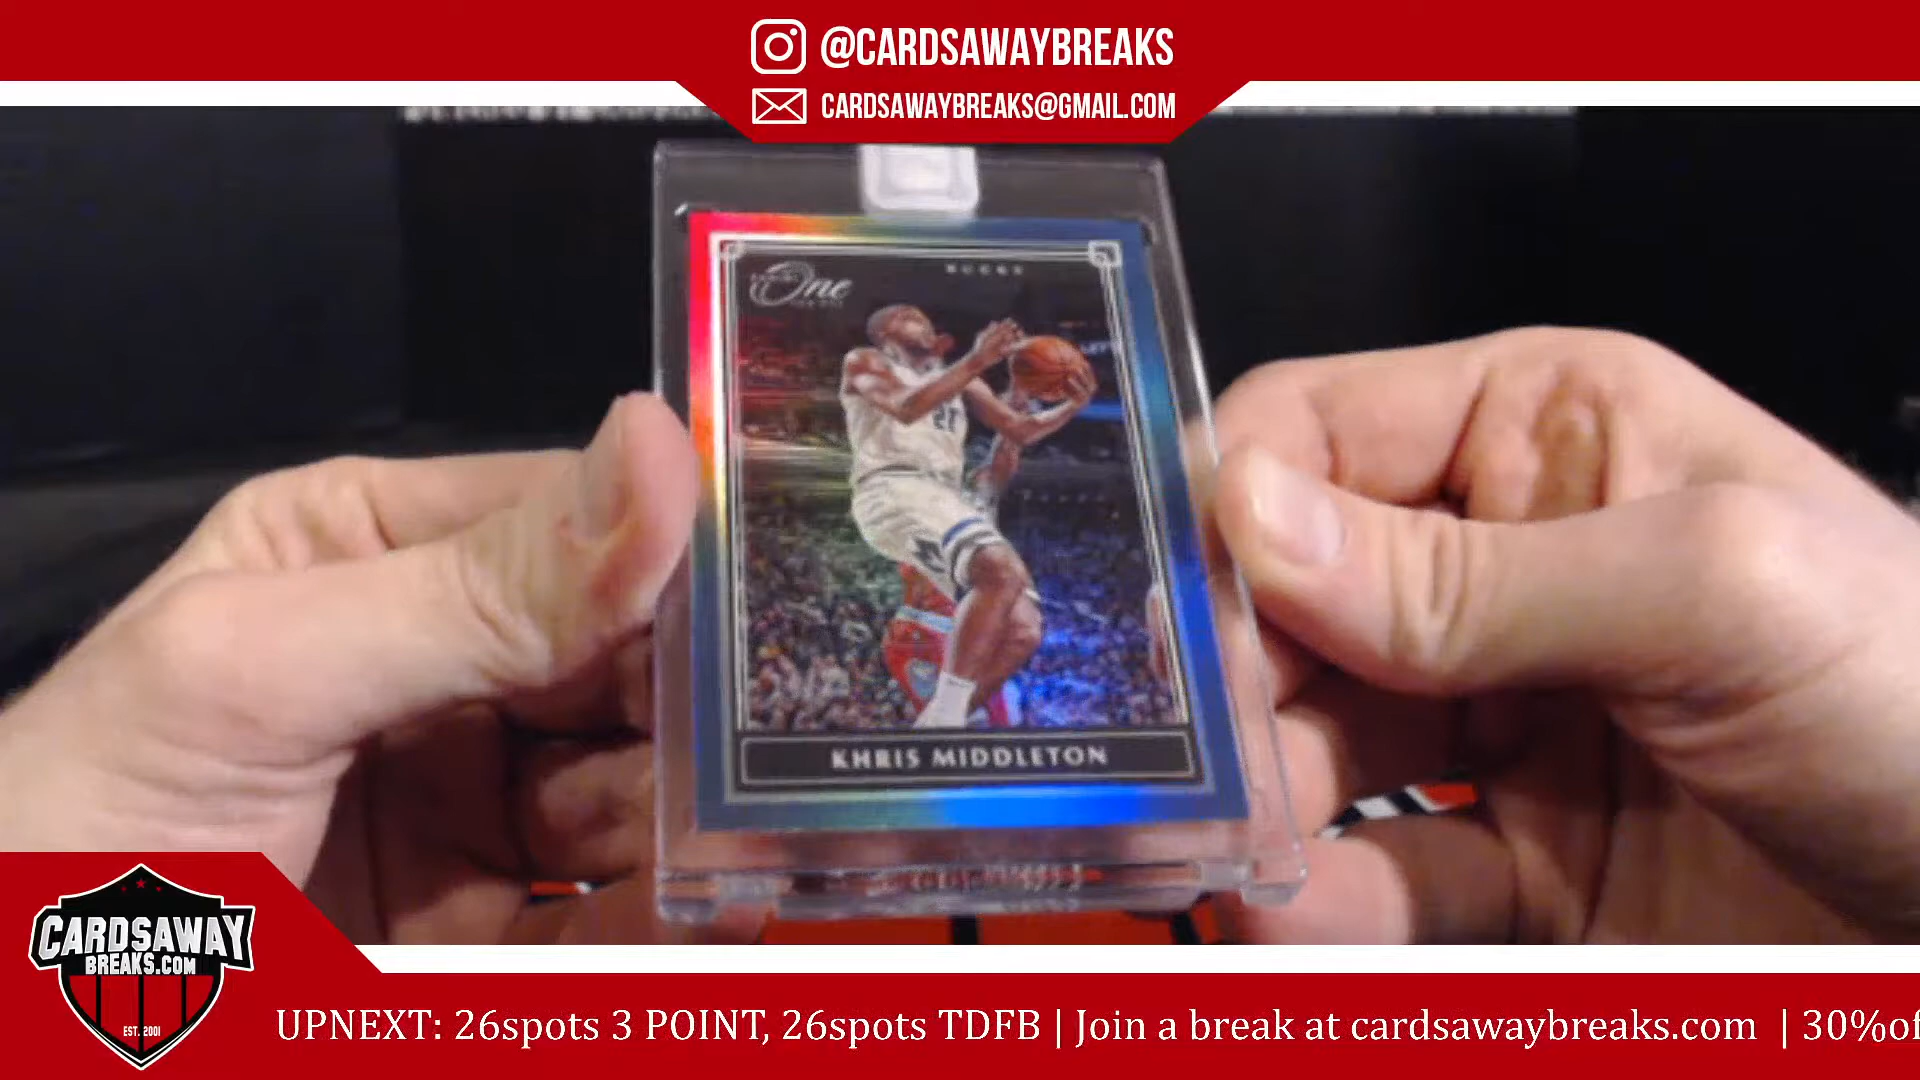 @CARDSAWAYBREAKS
CARDSAWAYBREAKS@GMAIL.COM
BUCKS
One
KHRIS MIDDLETON
CARDSAWAY
BREAKS.COM
EST. 2001
UPNEXT: 26spots 3 POINT, 26spots TDFB | Join a break at cardsawaybreaks.com | 30%of